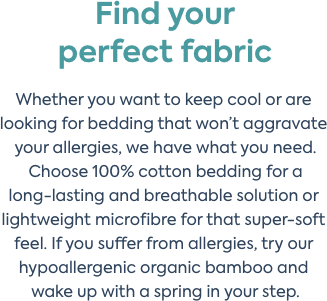 Find your
perfect fabric
Whether you want to keep cool or are
looking for bedding that won't aggravate
your allergies, we have what you need.
Choose 100% cotton bedding for a
long-lasting and breathable solution or
lightweight microfibre for that super-soft
feel. If you suffer from allergies, try our
hypoallergenic organic bamboo and
wake up with a spring in your step.